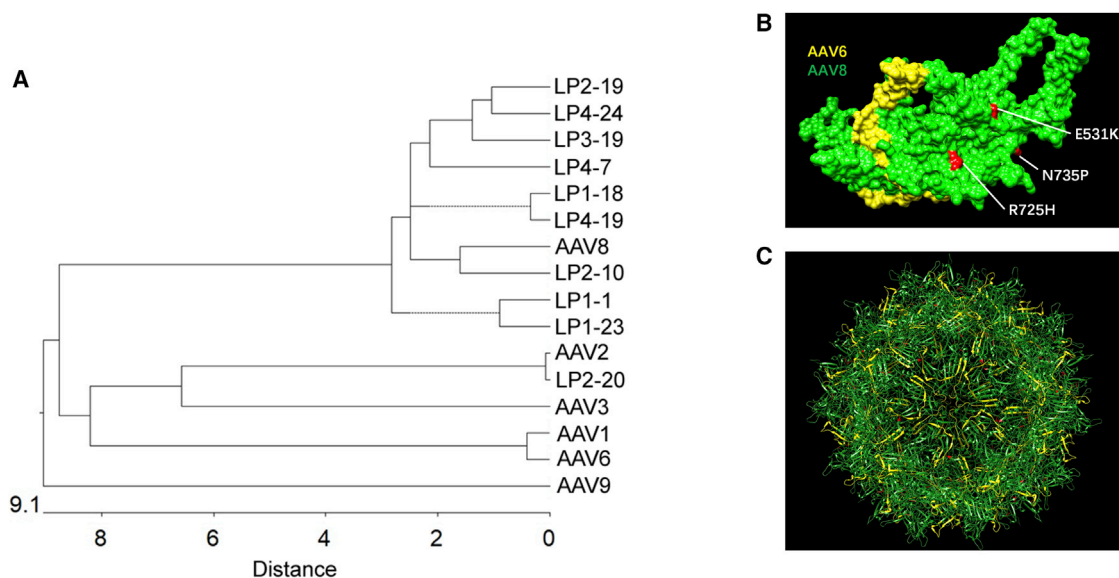 A
LP2-19
LP4-24
LP3-19
LP4-7
LP1-18
LP4-19
AAV8
LP2-10
LP1-1
LP1-23
AAV2
LP2-20
AAV3
AAV1
AAV6
AAV9
9.1
8 6 4 2 0
Distance
B
AAV6
AAV8
E531K
N735P
R725H
C